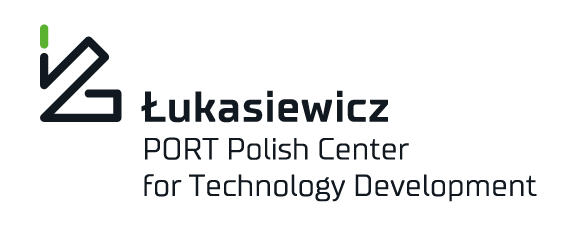 Łukasiewicz
PORT Polish Center
for Technology Development